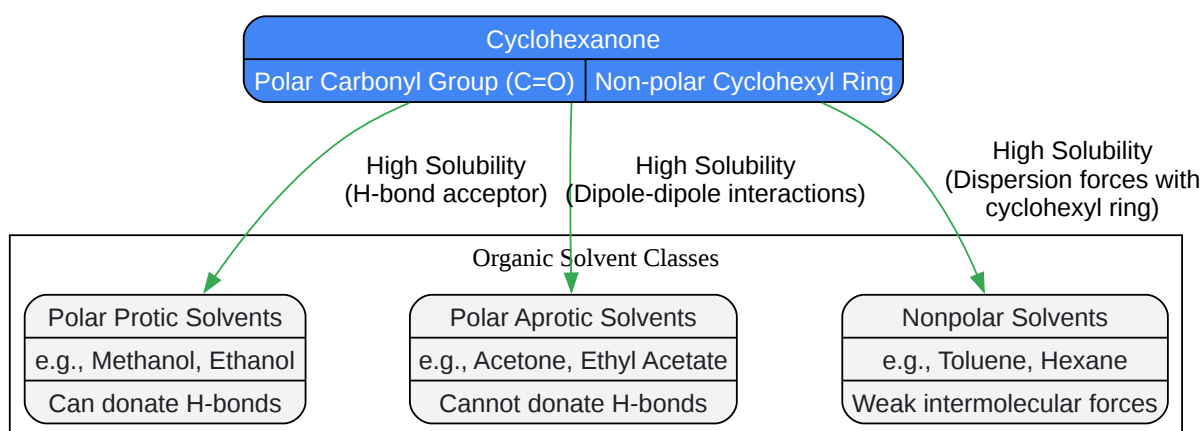 Cyclohexanone
Polar Carbonyl Group (C=O)
Non-polar Cyclohexyl Ring
High Solubility
(H-bond acceptor)
High Solubility
(Dipole-dipole interactions)
High Solubility
(Dispersion forces with
cyclohexyl ring)
Organic Solvent Classes
Polar Protic Solvents
e.g., Methanol, Ethanol
Can donate H-bonds
Polar Aprotic Solvents
e.g., Acetone, Ethyl Acetate
Cannot donate H-bonds
Nonpolar Solvents
e.g., Toluene, Hexane
Weak intermolecular forces